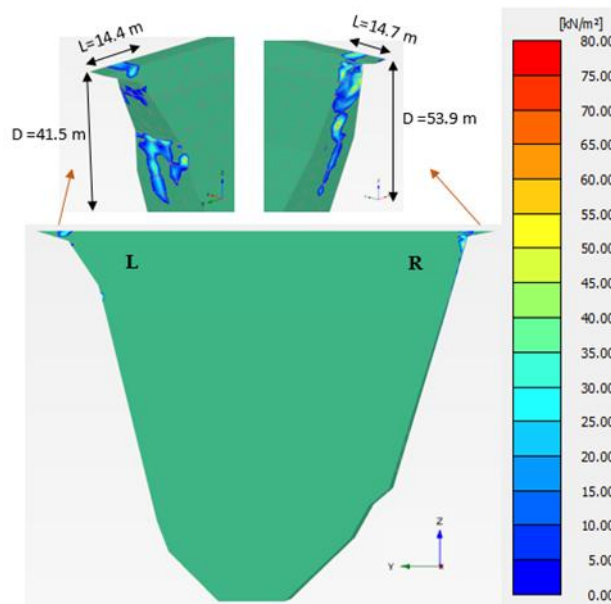 [kN/m²]
L=14.4 m
L=14.7 m
D =41.5 m
D =53.9 m
L
R
Z
Y
80.00
75.00
70.00
65.00
60.00
55.00
50.00
45.00
40.00
35.00
30.00
25.00
20.00
15.00
10.00
5.00
0.00